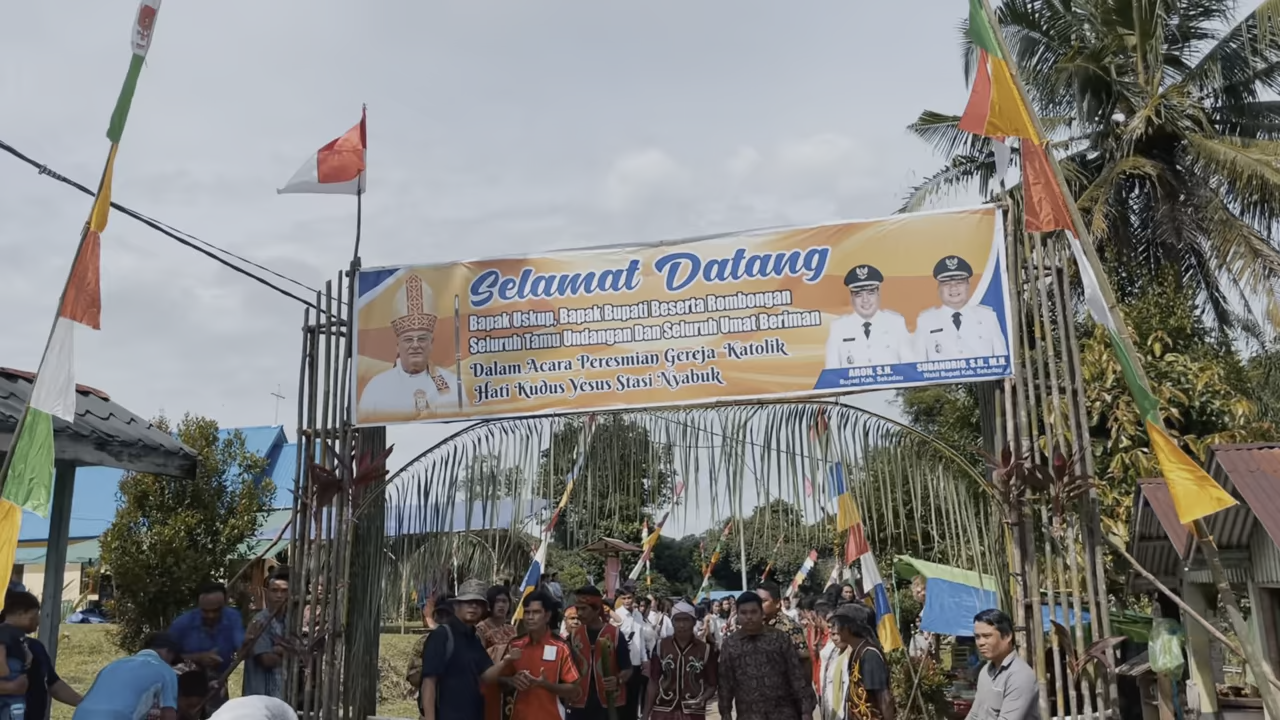 Selamat Datang
Bapak Uskup, Bapak Bupati Beserta Rombongan
Seluruh Tamu Undangan Dan Seluruh Umat Beriman
Dalam Acara Peresmian Gereja Katolik
Hati Kudus Yesus Stasi Nyabuk
ARON, S.H.
Bupati Kab. Sekadau
SUBANDRIO, S.H, M.H.
Wakil Bupati Kab. Sekadau